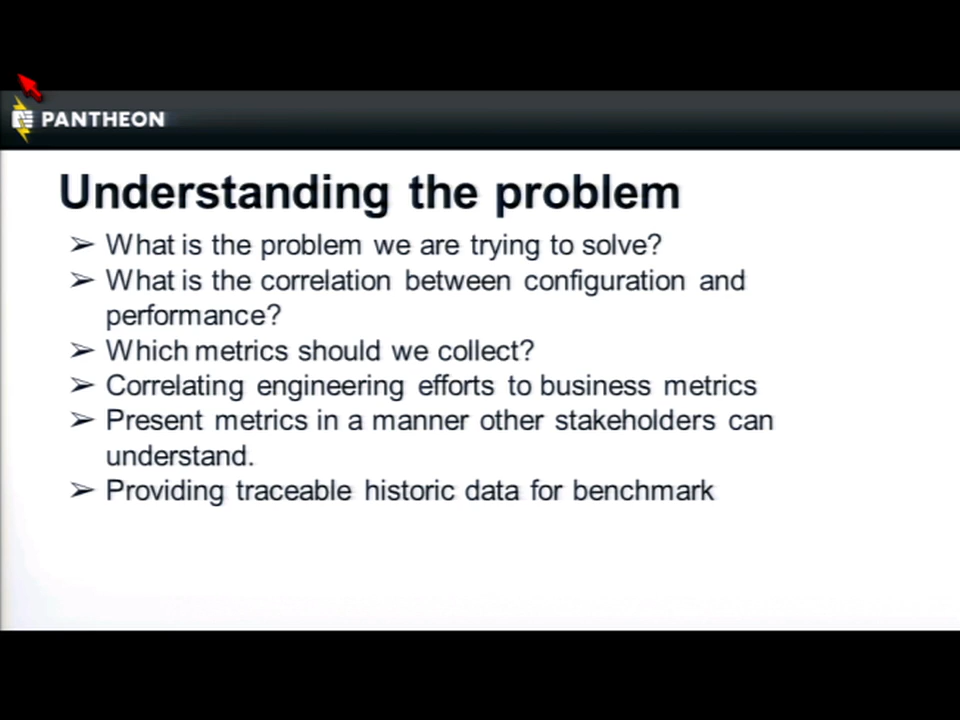 PANTHEON
Understanding the problem
➢ What is the problem we are trying to solve?
➢ What is the correlation between configuration and
performance?
➢ Which metrics should we collect?
➢ Correlating engineering efforts to business metrics
➢ Present metrics in a manner other stakeholders can
understand.
➢ Providing traceable historic data for benchmark